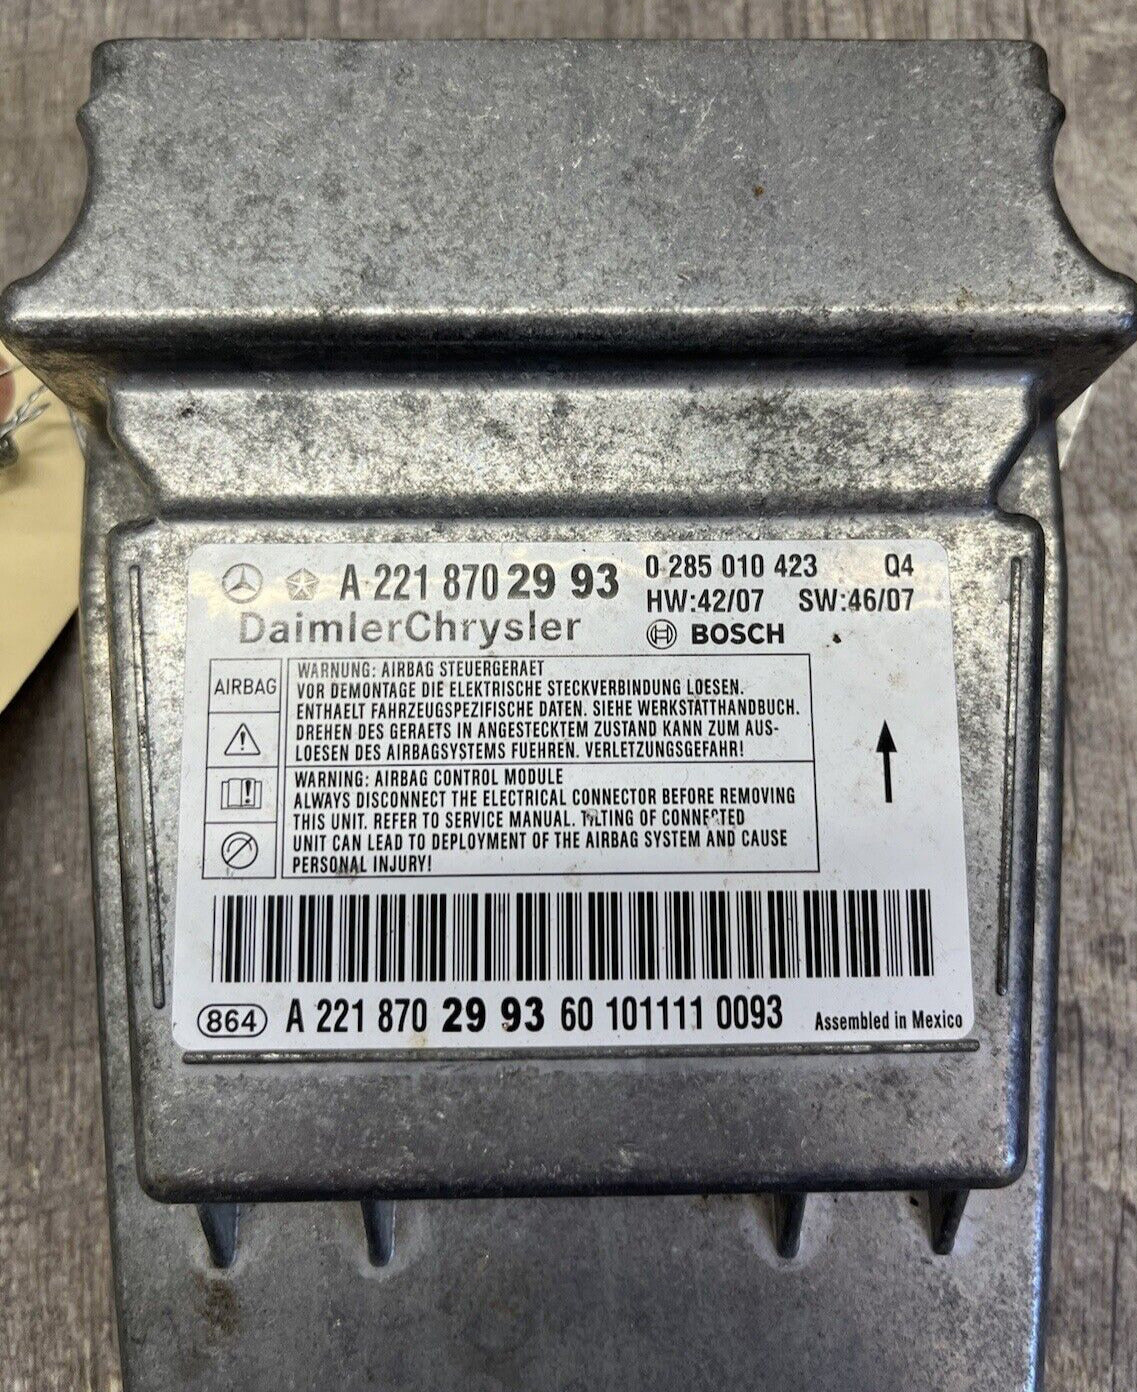 A 221 870 29 93
DaimlerChrysler
0 285 010 423 Q4
HW:42/07 SW:46/07
BOSCH
AIRBAG
WARNUNG: AIRBAG STEUERGERAET
VOR DEMONTAGE DIE ELEKTRISCHE STECKVERBINDUNG LOESEN.
ENTHAELT FAHRZEUGSPEZIFISCHE DATEN. SIEHE WERKSTATTHANDBUCH.
DREHEN DES GERAETS IN ANGESTECKTEM ZUSTAND KANN ZUM AUS-
LOESEN DES AIRBAGSYSTEMS FUEHREN. VERLETZUNGSGEFAHR!
WARNING: AIRBAG CONTROL MODULE
ALWAYS DISCONNECT THE ELECTRICAL CONNECTOR BEFORE REMOVING
THIS UNIT. REFER TO SERVICE MANUAL. TILTING OF CONNECTED
UNIT CAN LEAD TO DEPLOYMENT OF THE AIRBAG SYSTEM AND CAUSE
PERSONAL INJURY!
864 A 221 870 29 93 60 101111 0093 Assembled in Mexico